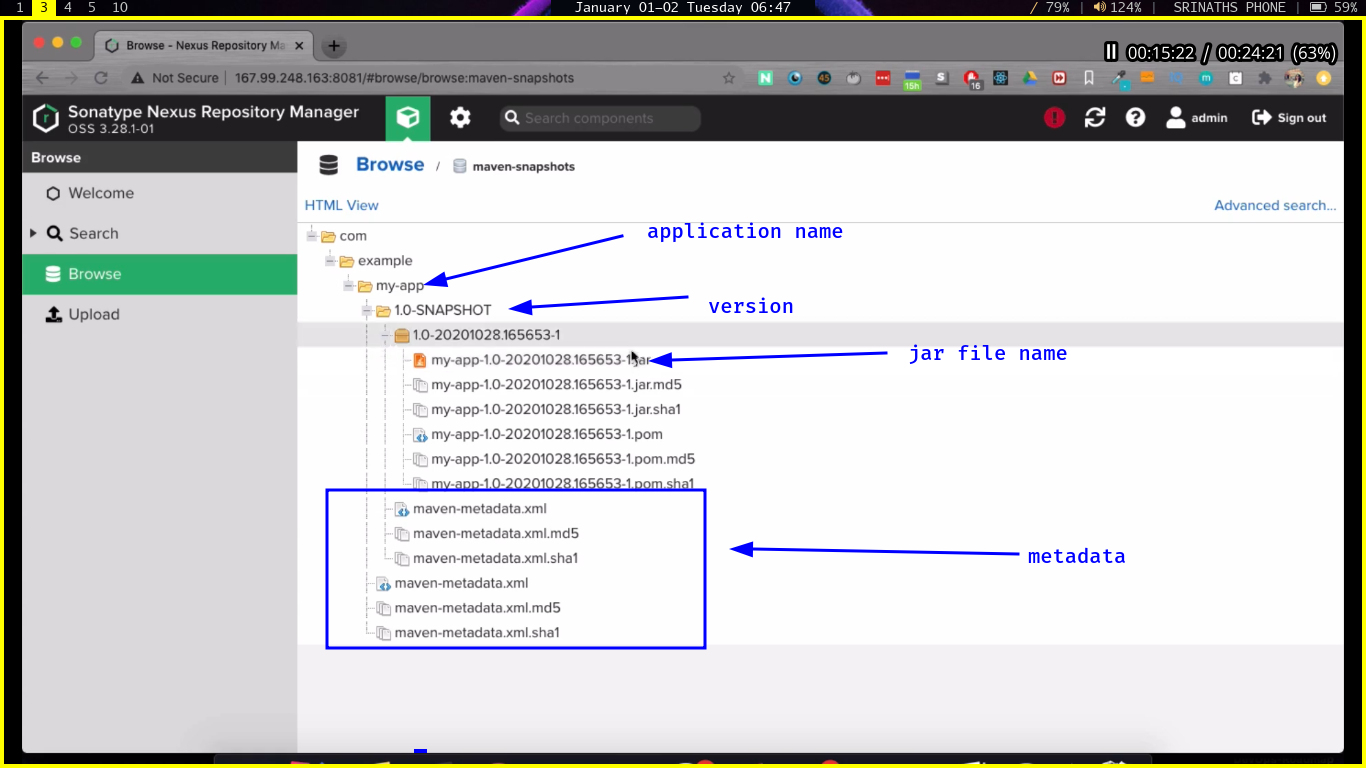 1 3 4 5 10
January 01-02 Tuesday 06:47
/ 79% | 124% | SRINATHS PHONE | 59%
Browse - Nexus Repository Ma
00:15:22 / 00:24:21 (63%)
Not Secure | 167.99.248.163:8081/#browse/browse:maven-snapshots
N 45 15h S 16 m C
Sonatype Nexus Repository Manager
OSS 3.28.1-01
Search components
admin
Sign out
Browse
Welcome
Search
Browse
Upload
Browse / maven-snapshots
HTML View
Advanced search...
com
application name
example
my-app
1.0-SNAPSHOT
version
1.0-20201028.165653-1
my-app-1.0-20201028.165653-1.jar
jar file name
my-app-1.0-20201028.165653-1.jar.md5
my-app-1.0-20201028.165653-1.jar.sha1
my-app-1.0-20201028.165653-1.pom
my-app-1.0-20201028.165653-1.pom.md5
my-app-1.0-20201028.165653-1.pom.sha1
maven-metadata.xml
maven-metadata.xml.md5
maven-metadata.xml.sha1
metadata
maven-metadata.xml
maven-metadata.xml.md5
maven-metadata.xml.sha1